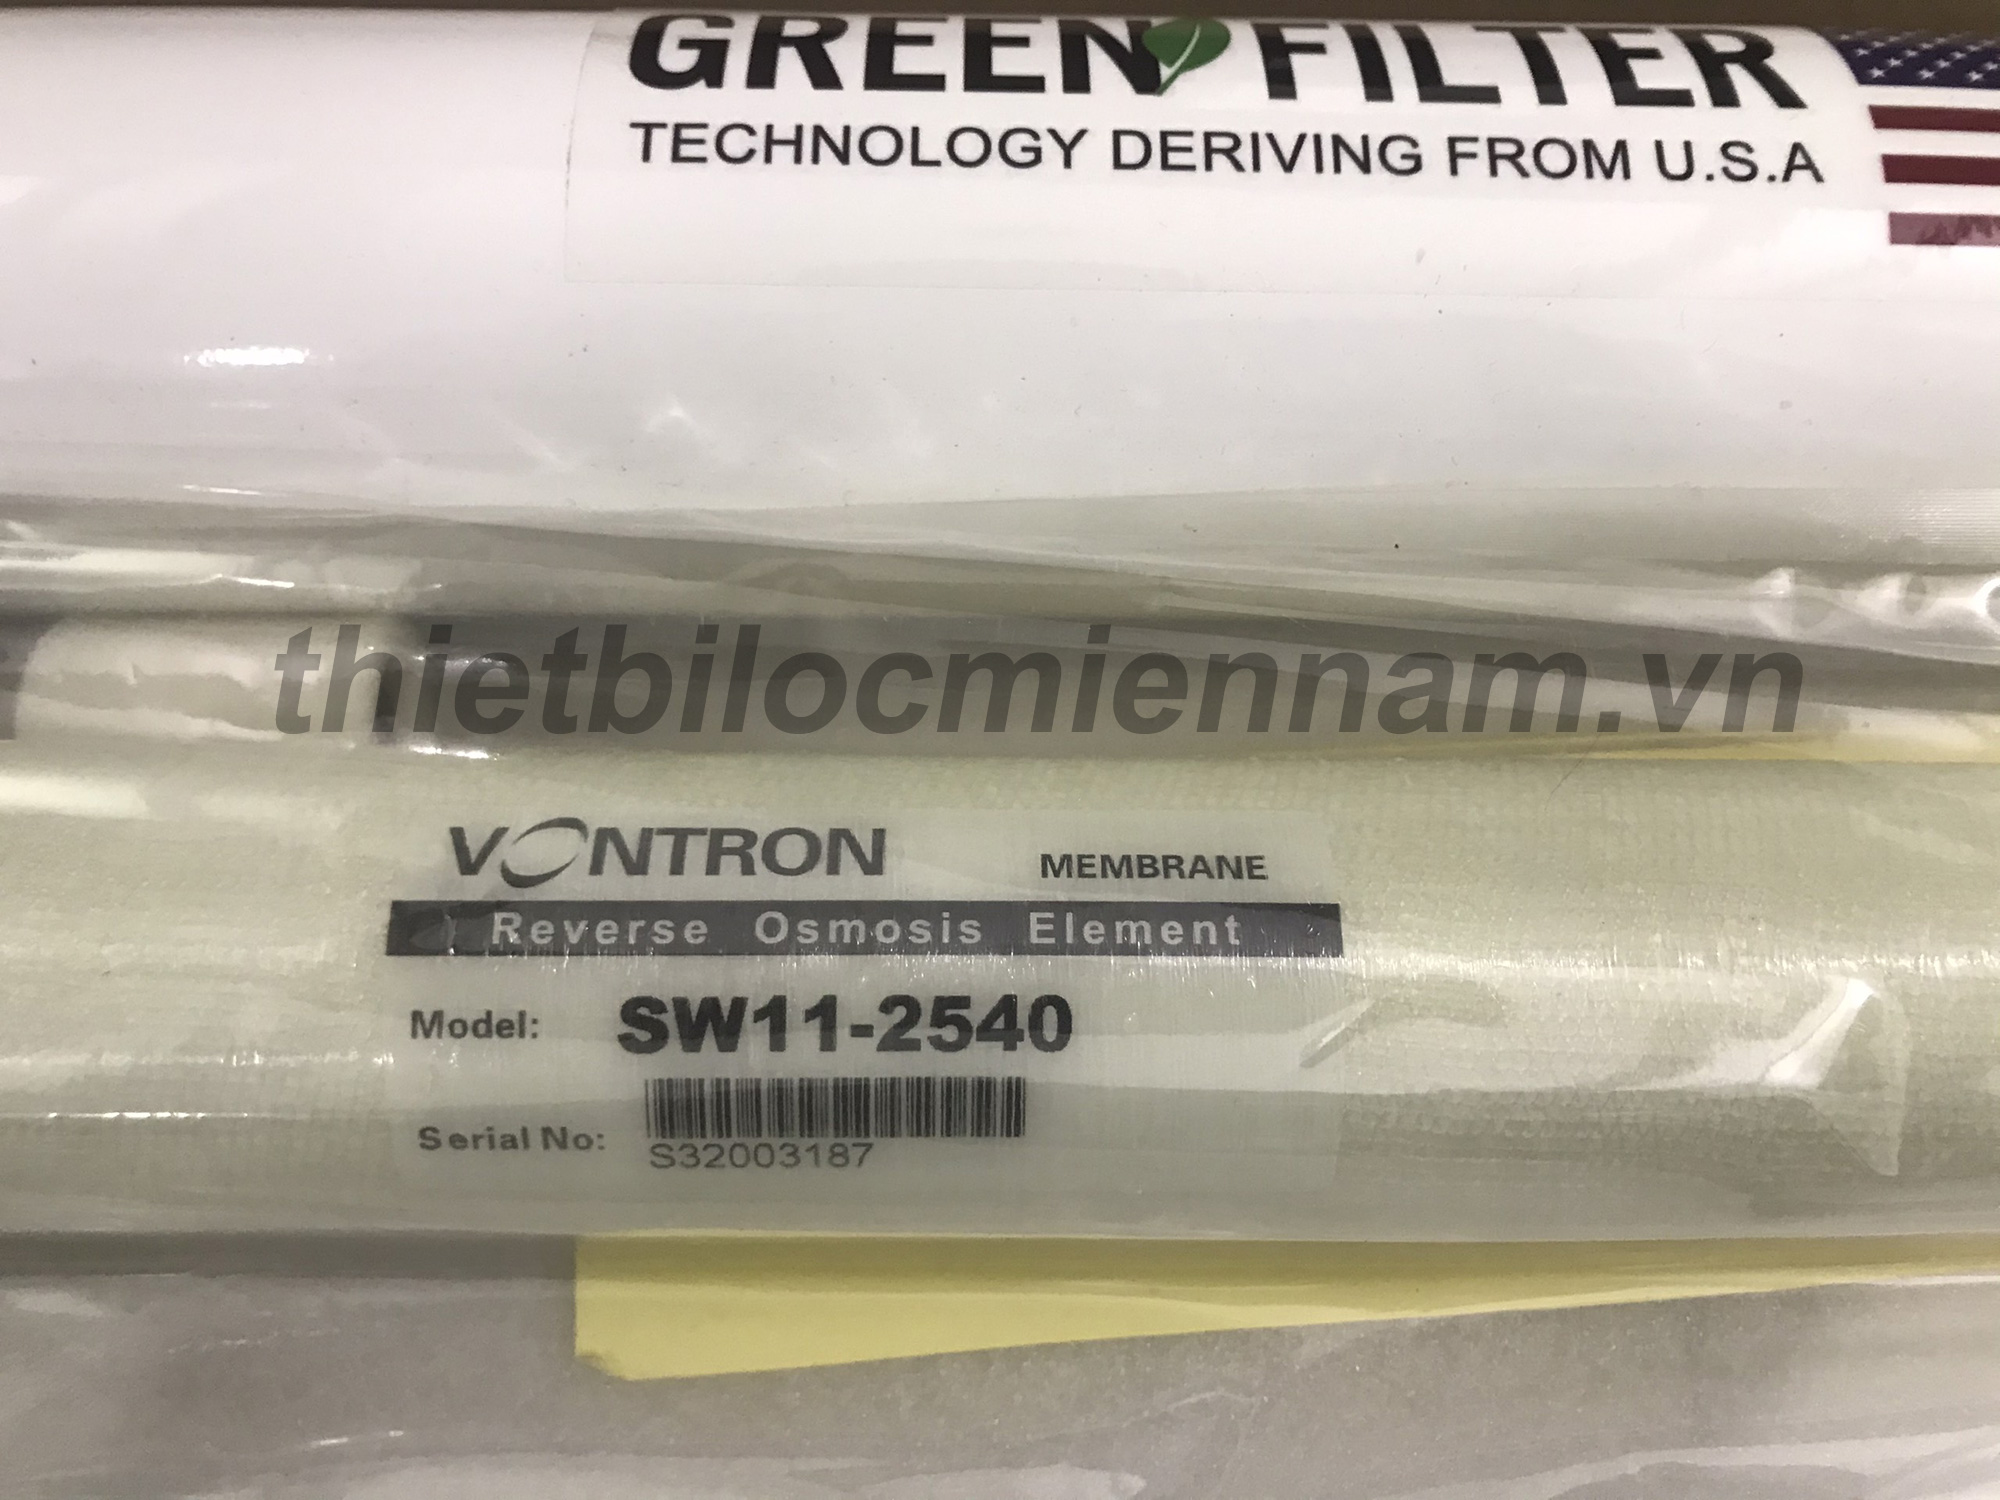 GREEN FILTER
TECHNOLOGY DERIVING FROM U.S.A
thietbilocmiennam.vn
VONTRON MEMBRANE
Reverse Osmosis Element
Model: SW11-2540
Serial No: S32003187